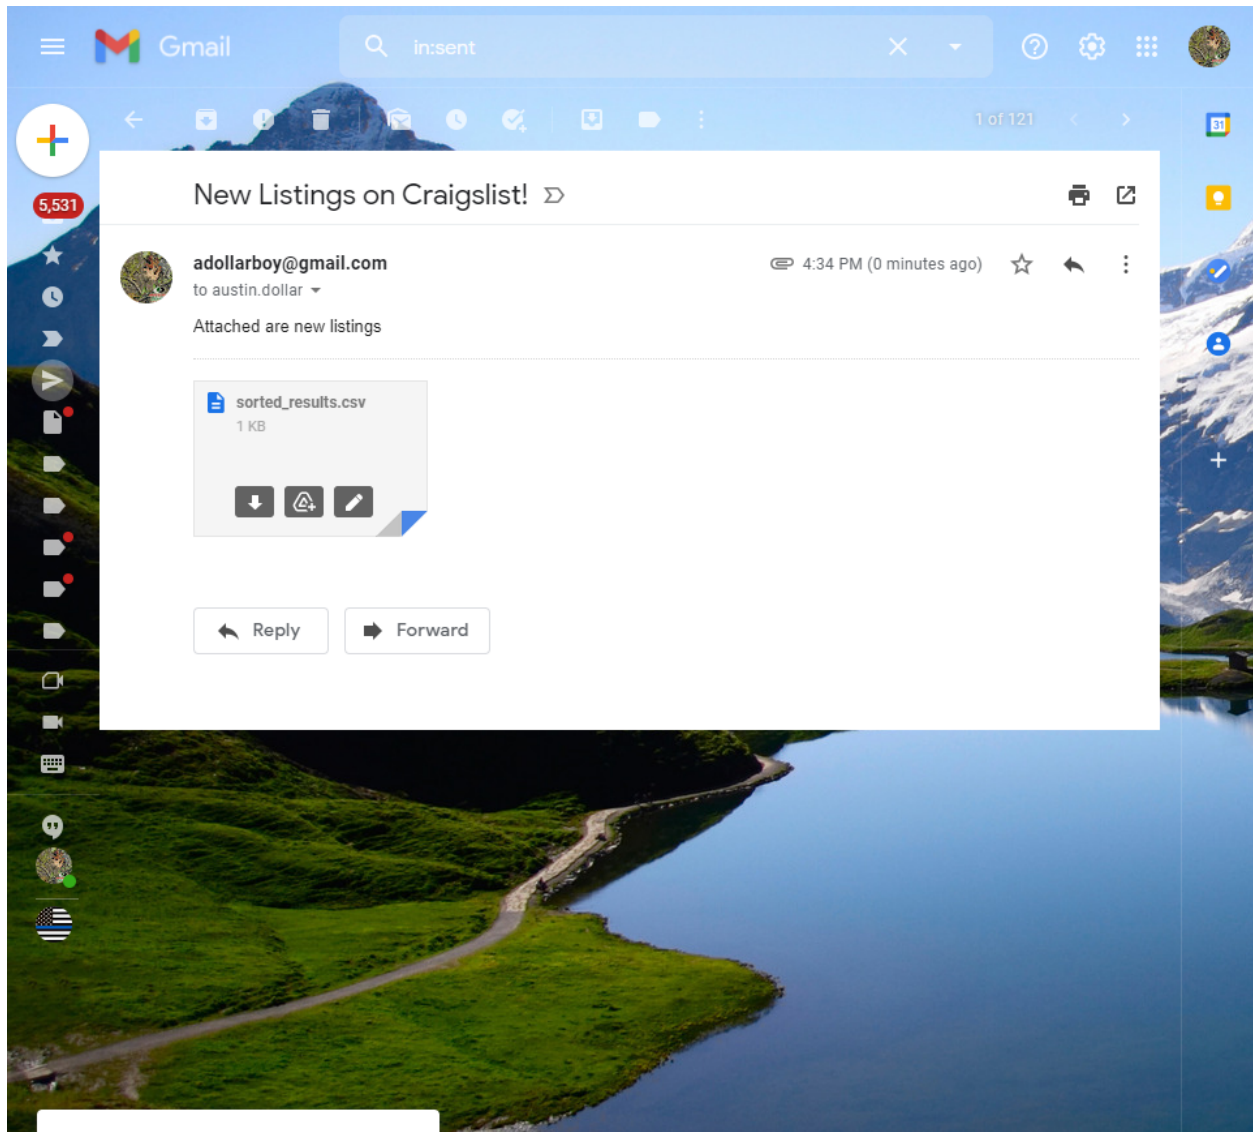 Gmail
in:sent
1 of 121
31
5,531
New Listings on Craigslist!
adollarboy@gmail.com
4:34 PM (0 minutes ago)
to austin.dollar
Attached are new listings
sorted_results.csv
1 KB
Reply
Forward